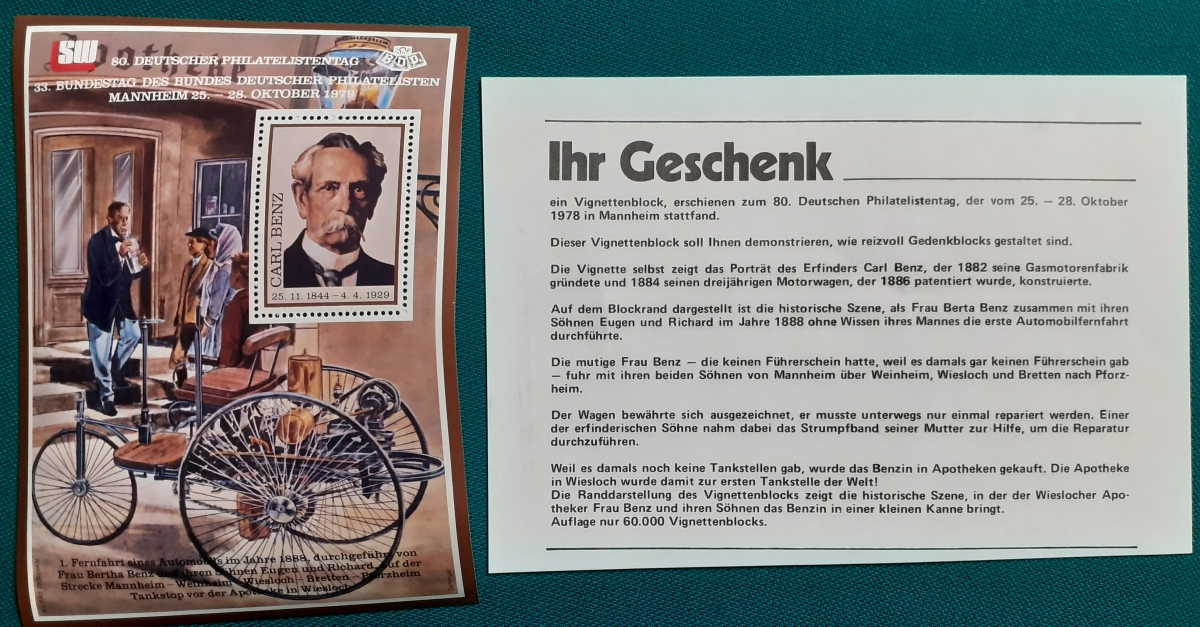 Apotheke
SW
80. DEUTSCHER PHILATELISTENTAG
B.D.P.
33. BUNDESTAG DES BUNDES DEUTSCHER PHILATELISTEN
MANNHEIM 25. — 28. OKTOBER 1979
CARL BENZ
25. 11. 1844 – 4. 4. 1929
1. Fernfahrt eines Automobils im Jahre 1888, durchgeführt von
Frau Bertha Benz und ihren Söhnen Eugen und Richard, auf der
Strecke Mannheim – Weinheim – Wiesloch – Bretten – Pforzheim
Tankstop vor der Apotheke in Wiesloch
Ihr Geschenk
ein Vignettenblock, erschienen zum 80. Deutschen Philatelistentag, der vom 25. – 28. Oktober
1978 in Mannheim stattfand.
Dieser Vignettenblock soll Ihnen demonstrieren, wie reizvoll Gedenkblocks gestaltet sind.
Die Vignette selbst zeigt das Porträt des Erfinders Carl Benz, der 1882 seine Gasmotorenfabrik
gründete und 1884 seinen dreijährigen Motorwagen, der 1886 patentiert wurde, konstruierte.
Auf dem Blockrand dargestellt ist die historische Szene, als Frau Berta Benz zusammen mit ihren
Söhnen Eugen und Richard im Jahre 1888 ohne Wissen ihres Mannes die erste Automobilfernfahrt
durchführte.
Die mutige Frau Benz – die keinen Führerschein hatte, weil es damals gar keinen Führerschein gab
– fuhr mit ihren beiden Söhnen von Mannheim über Weinheim, Wiesloch und Bretten nach Pforz-
heim.
Der Wagen bewährte sich ausgezeichnet, er musste unterwegs nur einmal repariert werden. Einer
der erfinderischen Söhne nahm dabei das Strumpfband seiner Mutter zur Hilfe, um die Reparatur
durchzuführen.
Weil es damals noch keine Tankstellen gab, wurde das Benzin in Apotheken gekauft. Die Apotheke
in Wiesloch wurde damit zur ersten Tankstelle der Welt!
Die Randdarstellung des Vignettenblocks zeigt die historische Szene, in der der Wieslocher Apo-
theker Frau Benz und ihren Söhnen das Benzin in einer kleinen Kanne bringt.
Auflage nur 60.000 Vignettenblocks.